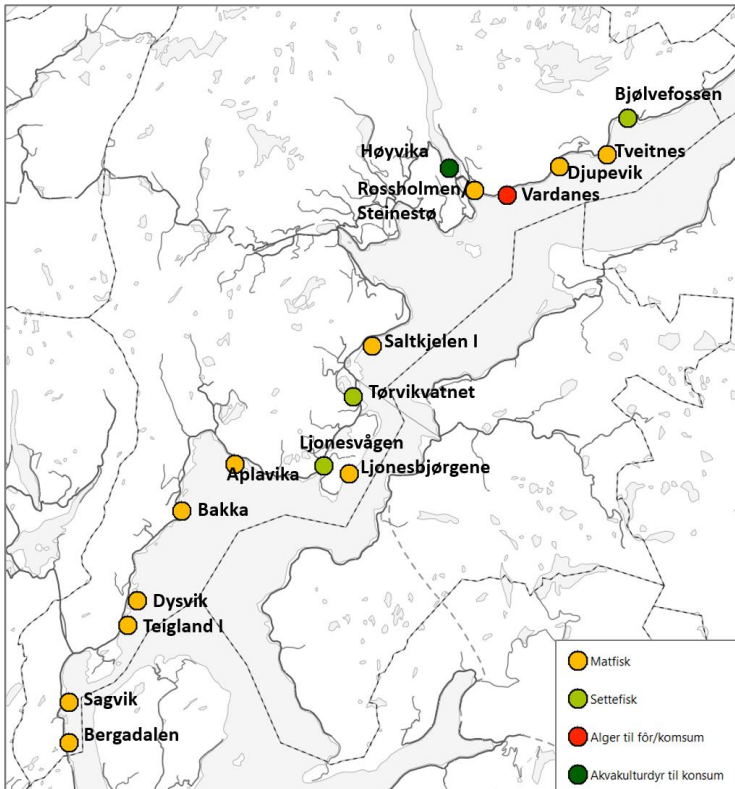 Bjølvefossen
Høyvika
Tveitnes
Djupevik
Rossholmen/
Steinestø
Vardanes
Saltkjelen I
Tørvikvatnet
Ljonesvågen
Aplavika
Ljonesbjørgene
Bakka
Dysvik
Teigland I
Sagvik
Bergadalen
Matfisk
Settefisk
Alger til fôr/komsum
Akvakulturdyr til konsum